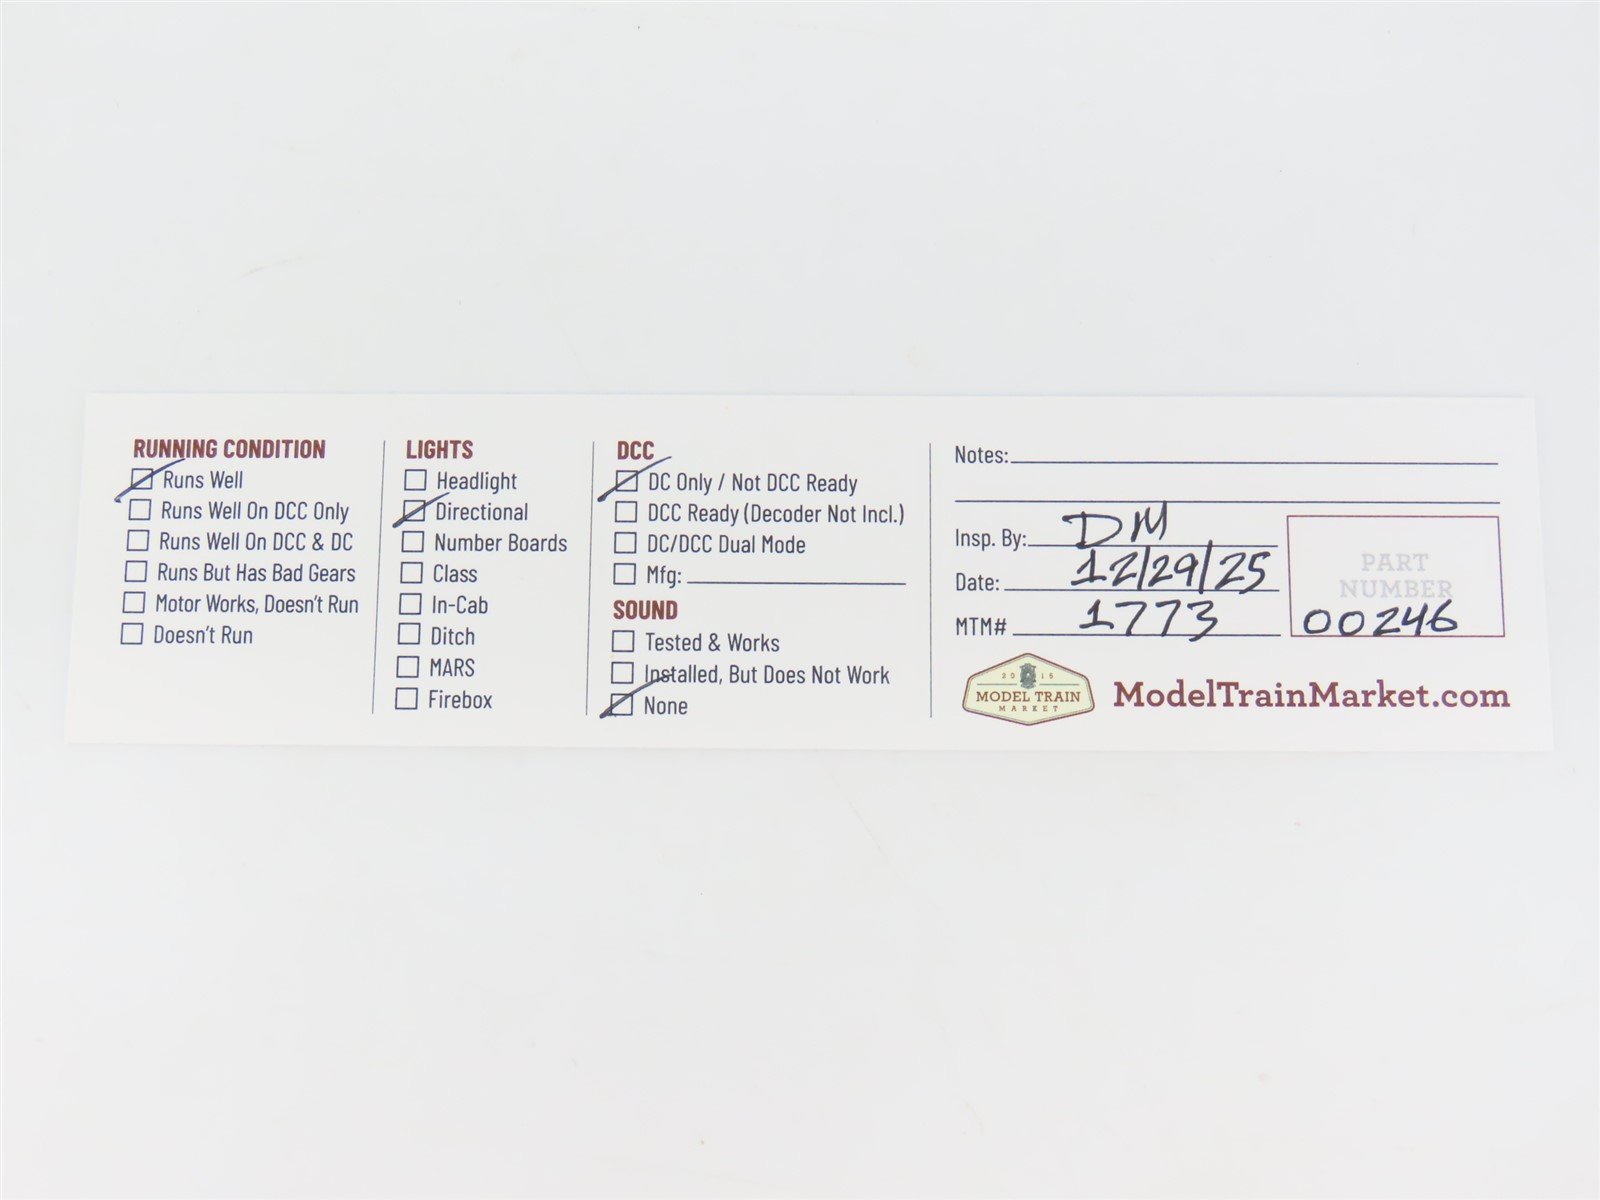 RUNNING CONDITION
Runs Well
Runs Well On DCC Only
Runs Well On DCC & DC
Runs But Has Bad Gears
Motor Works, Doesn't Run
Doesn't Run
LIGHTS
Headlight
Directional
Number Boards
Class
In-Cab
Ditch
MARS
Firebox
DCC
DC Only / Not DCC Ready
DCC Ready (Decoder Not Incl.)
DC/DCC Dual Mode
Mfg:
SOUND
Tested & Works
Installed, But Does Not Work
None
Notes:
Insp. By: DM
Date: 12/29/25
MTM# 1773
PART
NUMBER
00246
2015
MODEL TRAIN
MARKET
ModelTrainMarket.com